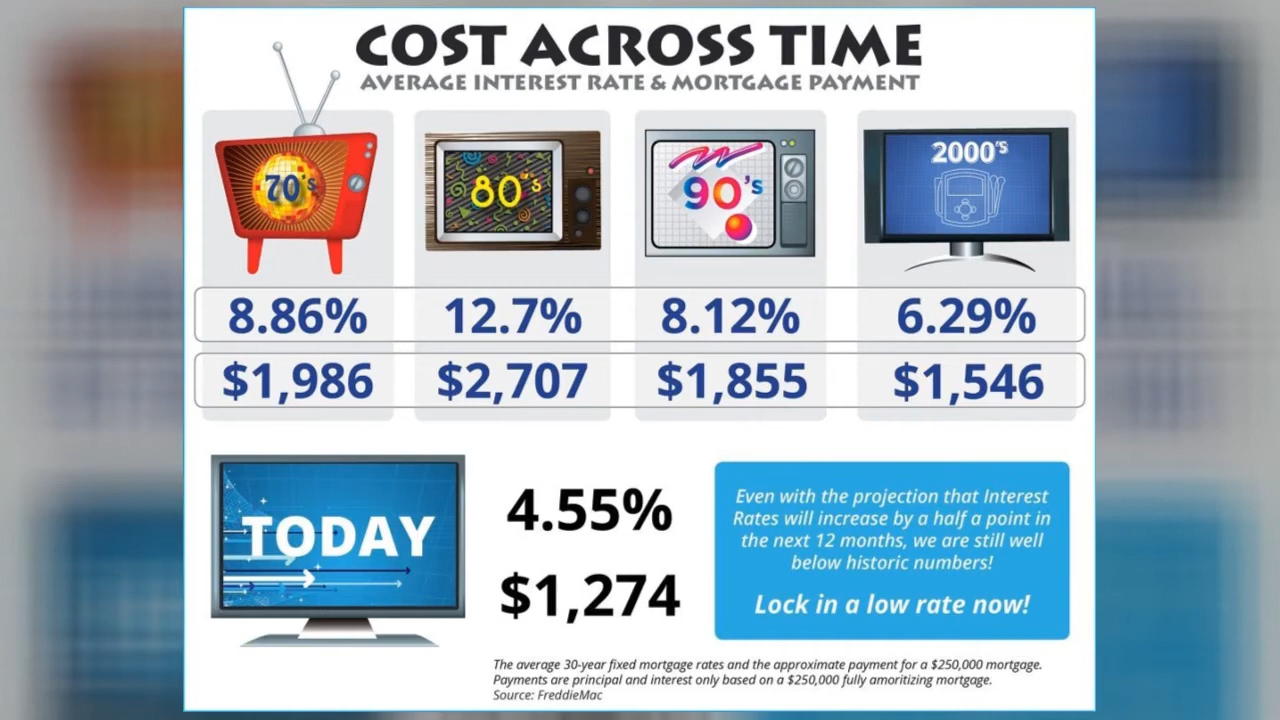 COST ACROSS TIME
AVERAGE INTEREST RATE & MORTGAGE PAYMENT
70's
80's
90's
2000's
8.86% 12.7% 8.12% 6.29%
$1,986 $2,707 $1,855 $1,546
TODAY
4.55%
$1,274
Even with the projection that Interest
Rates will increase by a half a point in
the next 12 months, we are still well
below historic numbers!
Lock in a low rate now!
The average 30-year fixed mortgage rates and the approximate payment for a $250,000 mortgage.
Payments are principal and interest only based on a $250,000 fully amoritizing mortgage.
Source: FreddieMac